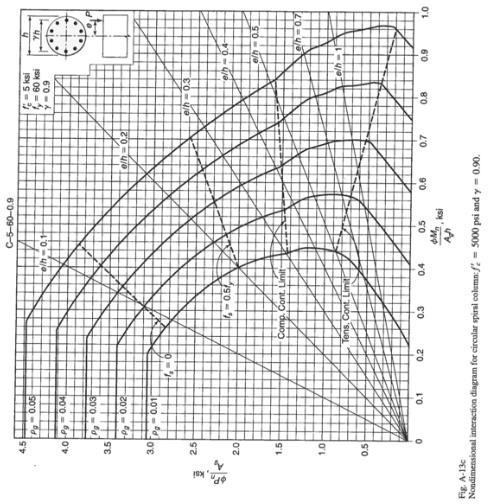 C–5–60–0.9
h
γh
e
P
f′c = 5 ksi
fy = 60 ksi
γ = 0.9
e/h = 0.1
e/h = 0.2
e/h = 0.3
e/h = 0.4
e/h = 0.5
e/h = 0.7
e/h = 1
ρg = 0.05
ρg = 0.04
ρg = 0.03
ρg = 0.02
ρg = 0.01
fs = 0
fs = 0.5fy
Comp. Cont. Limit
Tens. Cont. Limit
4.5
4.0
3.5
3.0
2.5
2.0
1.5
1.0
0.5
0
ϕPn/Ag, ksi
0
0.1
0.2
0.3
0.4
0.5
0.6
0.7
0.8
0.9
1.0
ϕMn/Agh, ksi
Fig. A-13c
Nondimensional interaction diagram for circular spiral column: f′c = 5000 psi and γ = 0.90.